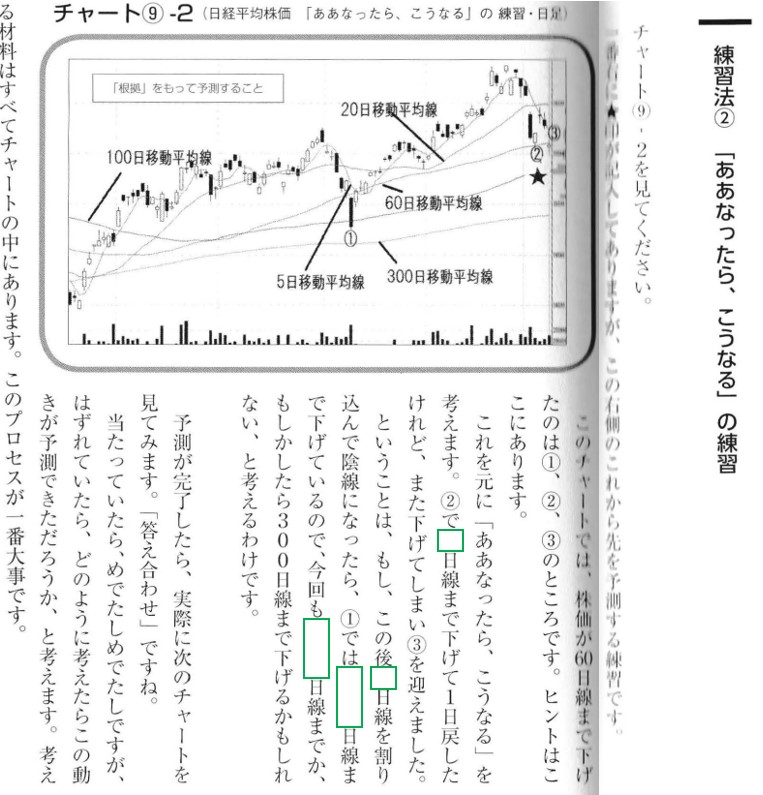 練習法② 「ああなったら、こうなる」の練習
チャート⑨‐２を見てください。
一番右に★印が記入してありますが、この右側のこれから先を予測する練習です。
チャート⑨-2（日経平均株価 「ああなったら、こうなる」の 練習・日足）
「根拠」をもって予測すること
20日移動平均線
100日移動平均線
60日移動平均線
5日移動平均線
300日移動平均線
①
②
③
★
このチャートでは、株価が60日線まで下げ
たのは①、②、③のところです。ヒントはこ
こにあります。
これを元に「ああなったら、こうなる」を
考えます。②で日線まで下げて１日戻した
けれど、また下げてしまい③を迎えました。
ということは、もし、この後日線を割り
込んで陰線になったら、①では日線ま
で下げているので、今回も日線までか、
もしかしたら３００日線まで下げるかもしれ
ない、と考えるわけです。
予測が完了したら、実際に次のチャートを
見てみます。「答え合わせ」ですね。
当たっていたら、めでたしめでたしですが、
はずれていたら、どのように考えたらこの動
きが予測できただろうか、と考えます。考え
る材料はすべてチャートの中にあります。このプロセスが一番大事です。